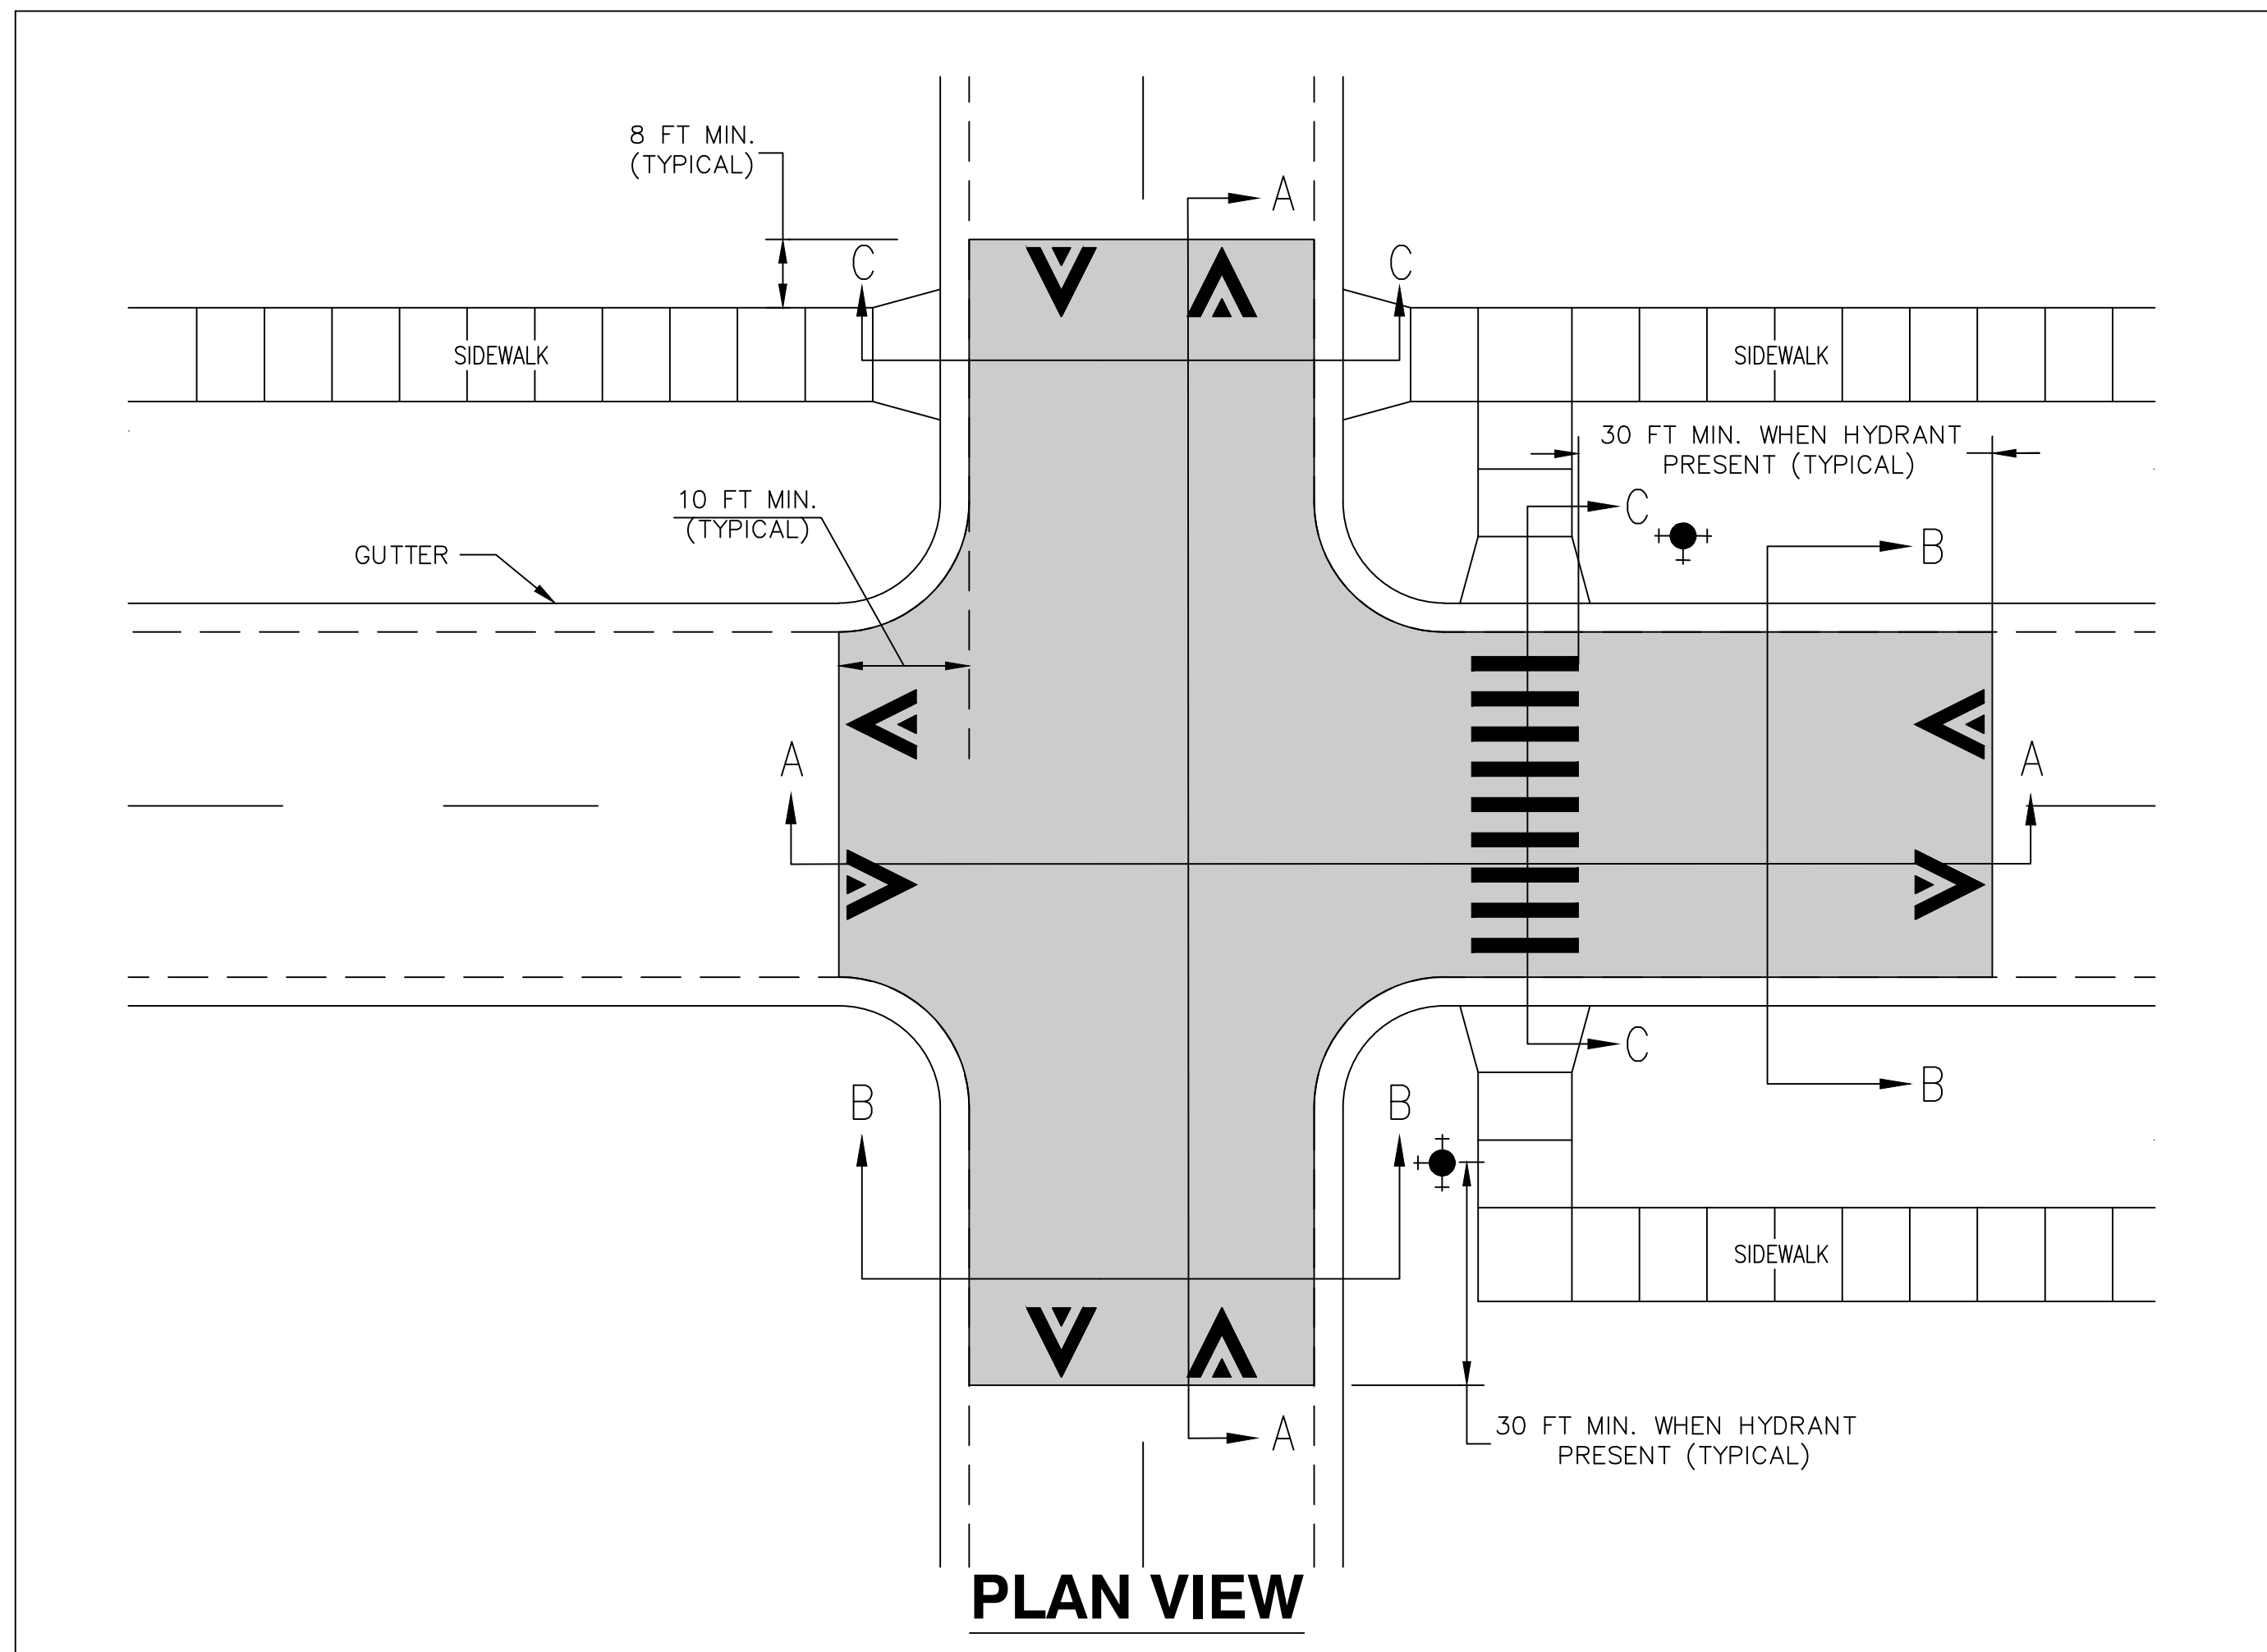 8 FT MIN.
(TYPICAL)
A
C
C
SIDEWALK
SIDEWALK
30 FT MIN. WHEN HYDRANT
PRESENT (TYPICAL)
10 FT MIN.
(TYPICAL)
C
GUTTER
B
A
A
C
B
B
B
SIDEWALK
A
30 FT MIN. WHEN HYDRANT
PRESENT (TYPICAL)
PLAN VIEW